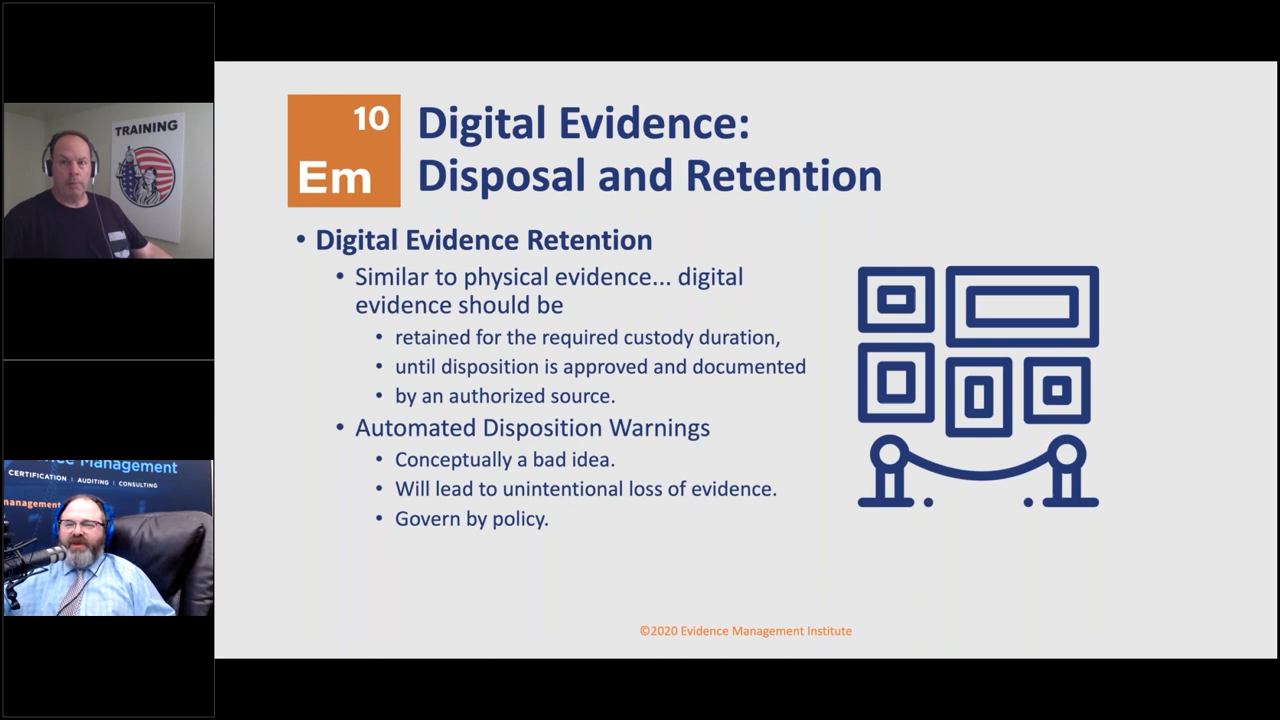 TRAINING
ence Management
CERTIFICATION | AUDITING | CONSULTING
management
10
Em
Digital Evidence:
Disposal and Retention
• Digital Evidence Retention
• Similar to physical evidence... digital
evidence should be
• retained for the required custody duration,
• until disposition is approved and documented
• by an authorized source.
• Automated Disposition Warnings
• Conceptually a bad idea.
• Will lead to unintentional loss of evidence.
• Govern by policy.
©2020 Evidence Management Institute